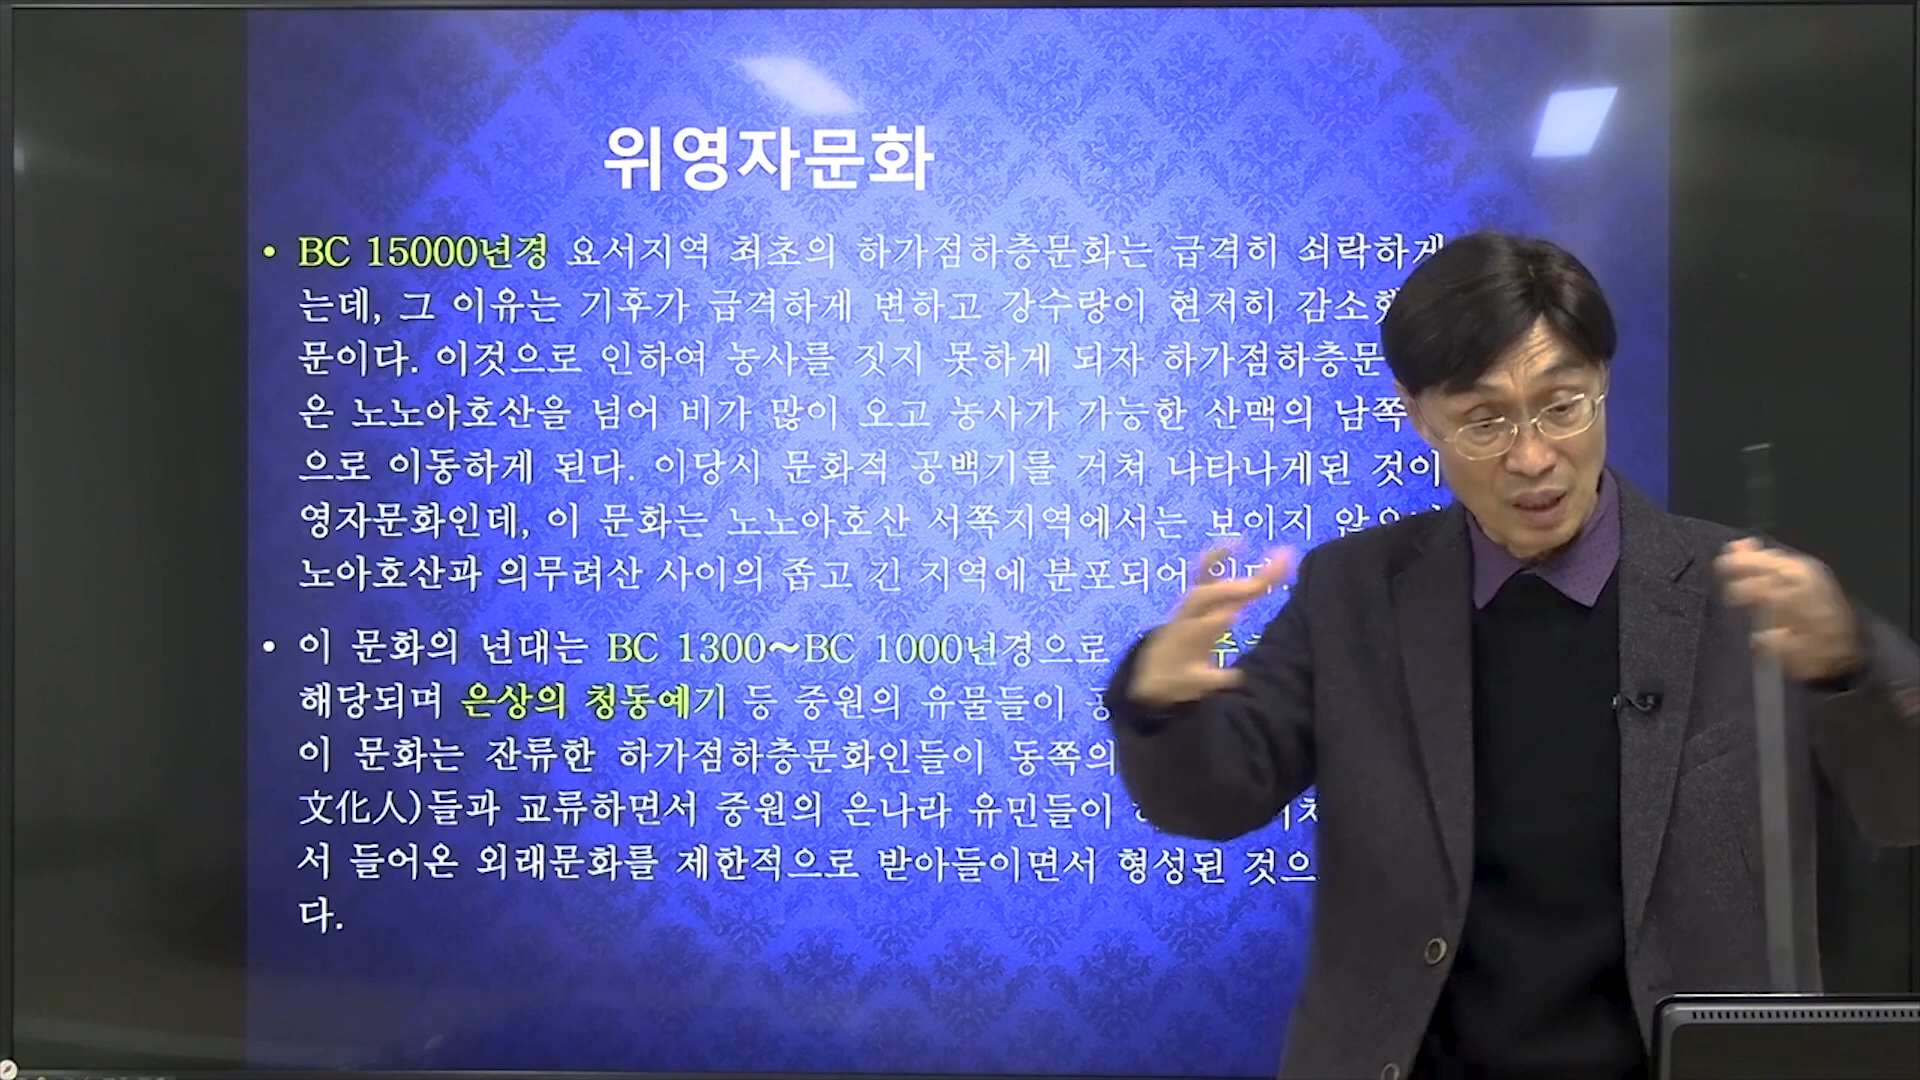 위영자문화
• BC 15000년경 요서지역 최초의 하가점하층문화는 급격히 쇠락하게
는데, 그 이유는 기후가 급격하게 변하고 강수량이 현저히
문이다. 이것으로 인하여 농사를 짓지 못하게 되자
은 노노아호산을 넘어 비가 많이 오고 농사가 가능한 산맥의 남쪽
으로 이동하게 된다. 이당시 문화적 공백기를 거쳐 나타나게된 것이
영자문화인데, 이 문화는 노노아호산 서쪽지역에서는 보이지
노아호산과 의무려산 사이의 좁고 긴 지역에 분포되어 있다.
• 이 문화의 년대는 BC 1300~BC 1000년경으로
해당되며 은상의 청동예기 등 중원의 유물들이
이 문화는 잔류한 하가점하층문화인들이 동쪽의
文化人)들과 교류하면서 중원의 은나라 유민들이
서 들어온 외래문화를 제한적으로 받아들이면서 형성된 것으
다.